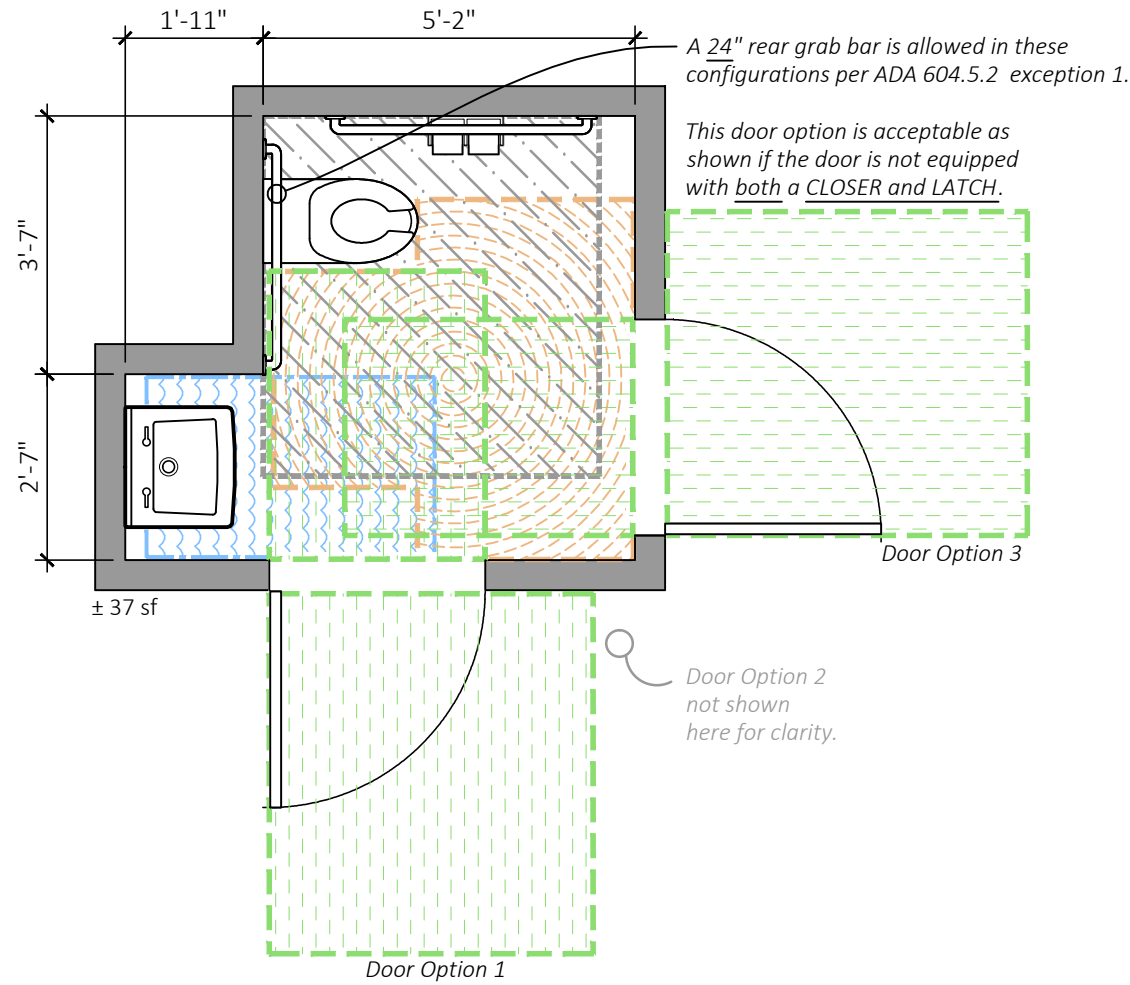 1'-11"
5'-2"
A 24" rear grab bar is allowed in these
configurations per ADA 604.5.2 exception 1.
This door option is acceptable as
shown if the door is not equipped
with both a CLOSER and LATCH.
3'-7"
2'-7"
Door Option 3
± 37 sf
Door Option 2
not shown
here for clarity.
Door Option 1